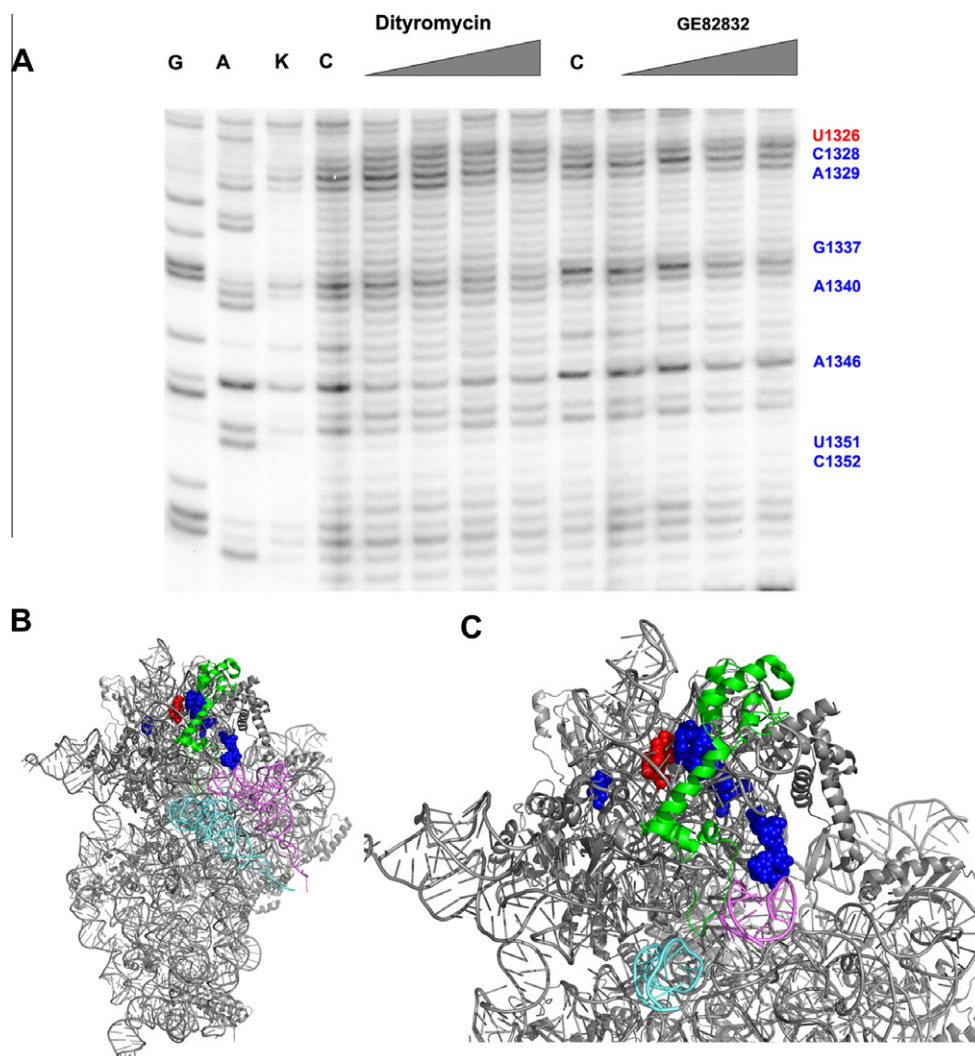 Dityromycin GE82832
A
G A K C C
U1326
C1328
A1329
G1337
A1340
A1346
U1351
C1352
B
C